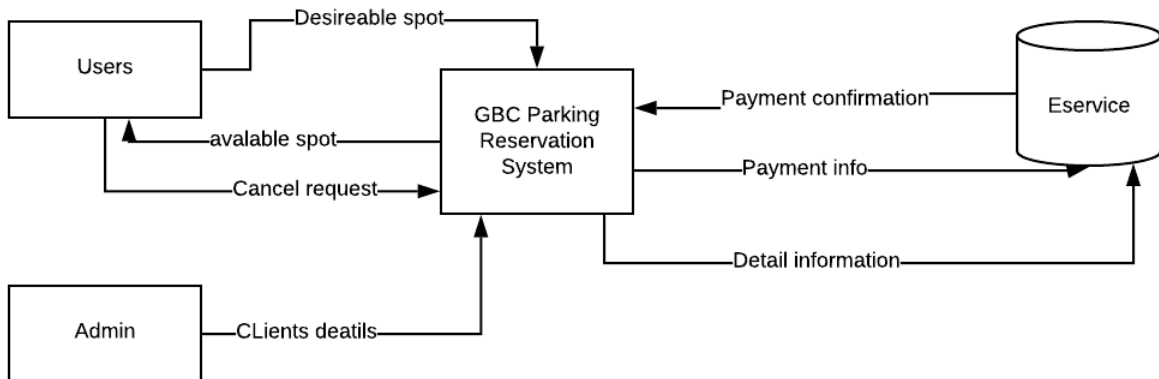 Desireable spot
Users
GBC Parking
Reservation
System
Payment confirmation
Eservice
avalable spot
Payment info
Cancel request
Detail information
Admin
CLients deatils